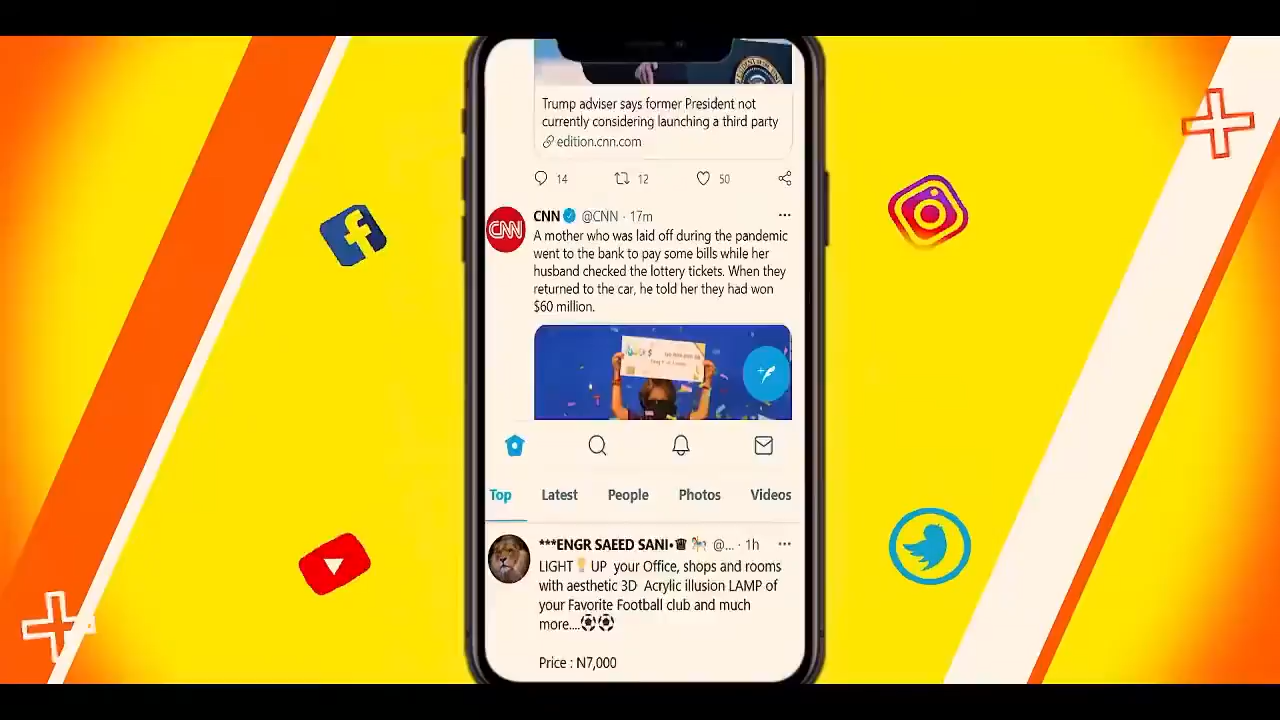 Trump adviser says former President not
currently considering launching a third party
edition.cnn.com
14 12 50
CNN @CNN · 17m
CNN
A mother who was laid off during the pandemic
went to the bank to pay some bills while her
husband checked the lottery tickets. When they
returned to the car, he told her they had won
$60 million.
Top Latest People Photos Videos
***ENGR SAEED SANI•♛ 🎠 @... · 1h
LIGHT💡UP your Office, shops and rooms
with aesthetic 3D Acrylic illusion LAMP of
your Favorite Football club and much
more....⚽⚽
Price : N7,000